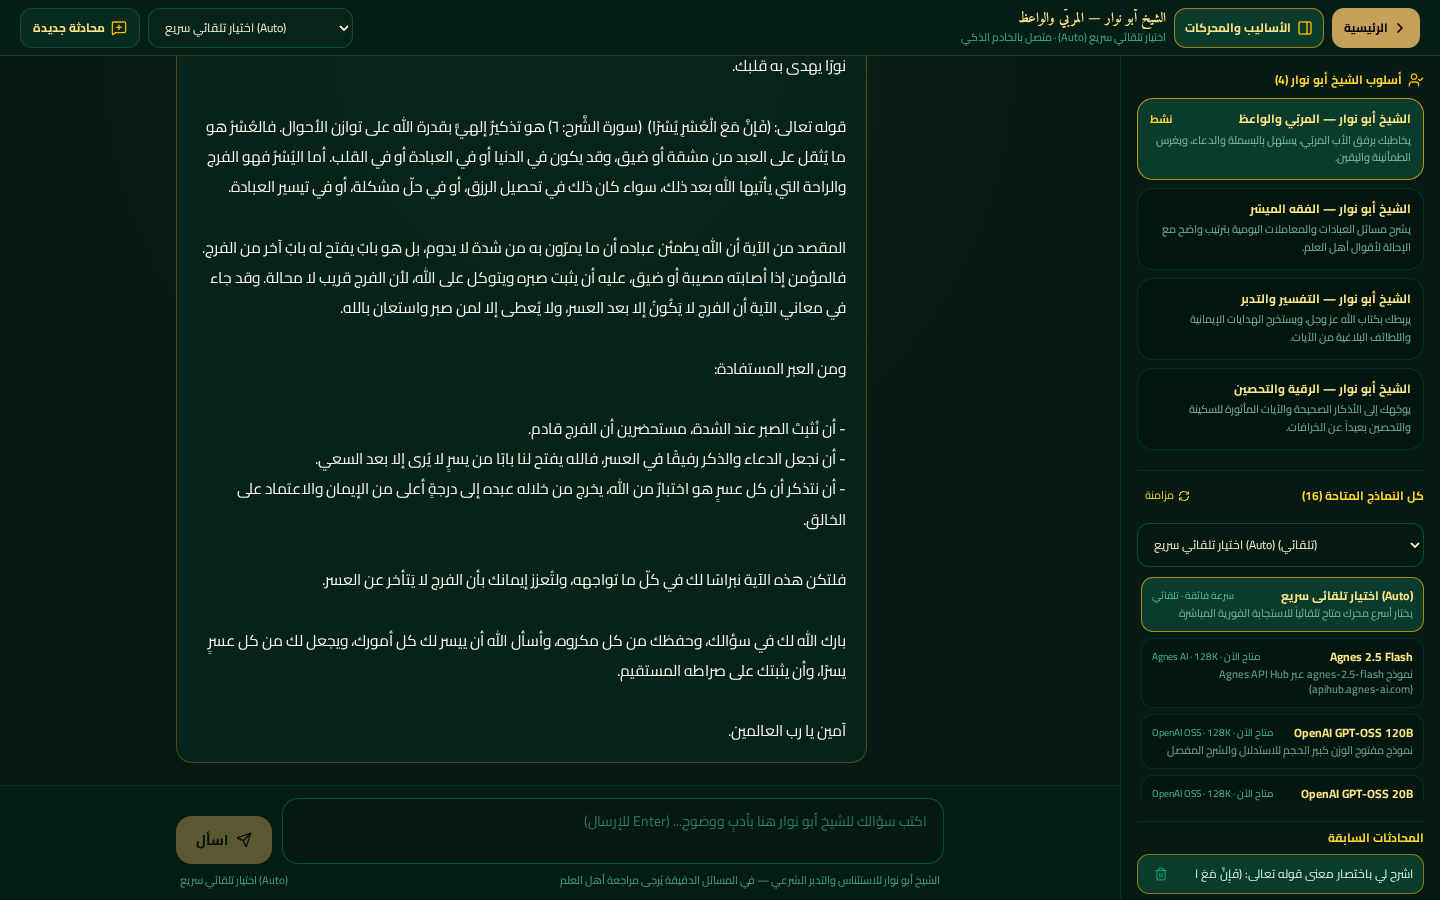 الرئيسية
الأساليب والمحركات
الشيخ أبو نوار — المربّي والواعظ
اختيار تلقائي سريع (Auto) · متصل بالخادم الذكي
(Auto) اختيار تلقائي سريع
محادثة جديدة
أسلوب الشيخ أبو نوار (4)
الشيخ أبو نوار — المربّي والواعظ
نشط
يخاطبك برفق الأب المربّي، يستهل بالبسملة والدعاء، ويغرس
الطمأنينة واليقين.
الشيخ أبو نوار — الفقه الميسّر
يشرح مسائل العبادات والمعاملات اليومية بترتيب واضح مع
الإحالة لأقوال أهل العلم.
الشيخ أبو نوار — التفسير والتدبر
يربطك بكتاب الله عز وجل، ويستخرج الهدايات الإيمانية
واللطائف البلاغية من الآيات.
الشيخ أبو نوار — الرقية والتحصين
يوجّهك إلى الأذكار الصحيحة والآيات المأثورة للسكينة
والتحصين بعيداً عن الخرافات.
كل النماذج المتاحة (16)
مزامنة
(تلقائي) (Auto) اختيار تلقائي سريع
(Auto) اختيار تلقائي سريع
سرعة فائقة · تلقائي
يختار أسرع محرك متاح تلقائياً للاستجابة الفورية المباشرة
Agnes 2.5 Flash
متاح الآن · Agnes AI · 128K
نموذج agnes-2.5-flash عبر Agnes API Hub
(apihub.agnes-ai.com)
OpenAI GPT-OSS 120B
متاح الآن · OpenAI OSS · 128K
نموذج مفتوح الوزن كبير الحجم للاستدلال والشرح المفصل
OpenAI GPT-OSS 20B
متاح الآن · OpenAI OSS · 128K
المحادثات السابقة
اشرح لي باختصار معنى قوله تعالى: (فَإِنَّ مَعَ ا
نورًا يهدى به قلبك.
قوله تعالى: (فَإِنَّ مَعَ الْعُسْرِ يُسْرًا) (سورة الشَّرح: ٦) هو تذكيرٌ إلهيٌّ بقدرة الله على توازن الأحوال. فالعُسْرُ هو
ما يُثقل على العبد من مشقة أو ضيق، وقد يكون في الدنيا أو في العبادة أو في القلب. أما اليُسْرُ فهو الفرج
والراحة التي يأتيها الله بعد ذلك، سواء كان ذلك في تحصيل الرزق، أو في حلّ مشكلة، أو في تيسير العبادة.
المقصد من الآية أن الله يطمئن عباده أن ما يمرّون به من شدة لا يدوم، بل هو بابٌ يفتح له بابٌ آخر من الفرج.
فالمؤمن إذا أصابته مصيبة أو ضيق، عليه أن يثبت صبره ويتوكل على الله، لأن الفرج قريب لا محالة. وقد جاء
في معاني الآية أن الفرج لا يَكُونُ إلا بعد العسر، ولا يُعطى إلا لمن صبر واستعان بالله.
ومن العبر المستفادة:
- أن نُثبِتَ الصبر عند الشدة، مستحضرين أن الفرج قادم.
- أن نجعل الدعاء والذكر رفيقًا في العسر، فالله يفتح لنا بابًا من يسرٍ لا يُرى إلا بعد السعي.
- أن نتذكر أن كل عسرٍ هو اختبارٌ من الله، يخرج من خلاله عبده إلى درجةٍ أعلى من الإيمان والاعتماد على
الخالق.
فلتكن هذه الآية نبراسًا لك في كلّ ما تواجهه، ولتُعزز إيمانك بأن الفرج لا يَتأخر عن العسر.
بارك الله لك في سؤالك، وحفظك من كل مكروه، وأسأل الله أن ييسر لك كل أمورك، ويجعل لك من كل عسرٍ
يسرًا، وأن يثبتك على صراطه المستقيم.
آمين يا رب العالمين.
اكتب سؤالك للشيخ أبو نوار هنا بأدبٍ ووضوح... (Enter للإرسال)
اسأل
الشيخ أبو نوار للاستئناس والتدبر الشرعي — في المسائل الدقيقة يُرجى مراجعة أهل العلم
(Auto) اختيار تلقائي سريع